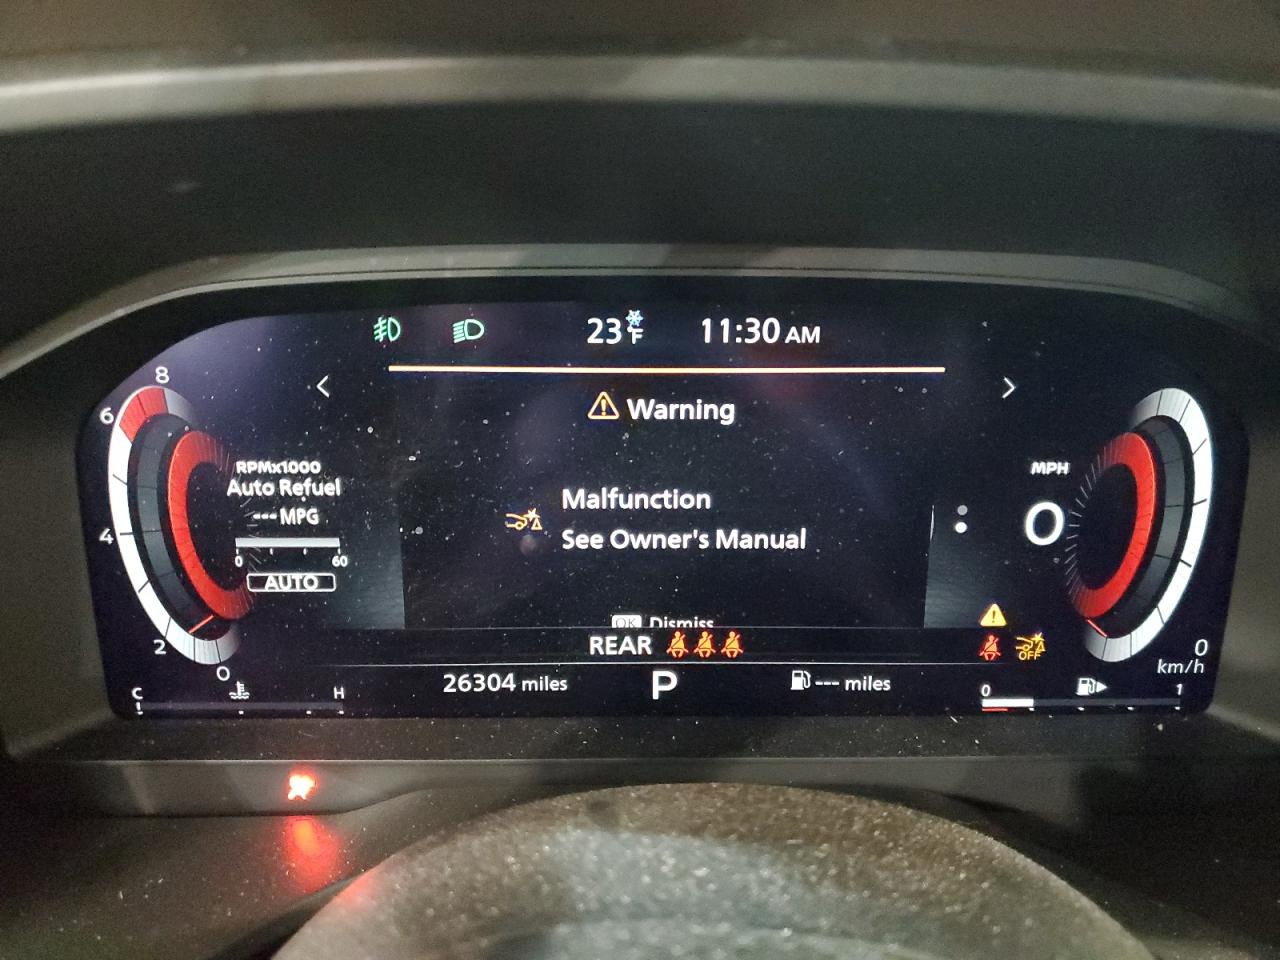 23°F 11:30 AM
Warning
8
6
4
2
0
RPMx1000
Auto Refuel
--- MPG
0 60
AUTO
Malfunction
See Owner's Manual
OK Dismiss
MPH
0
0
km/h
REAR
OFF
26304 miles P --- miles
C H
0 1